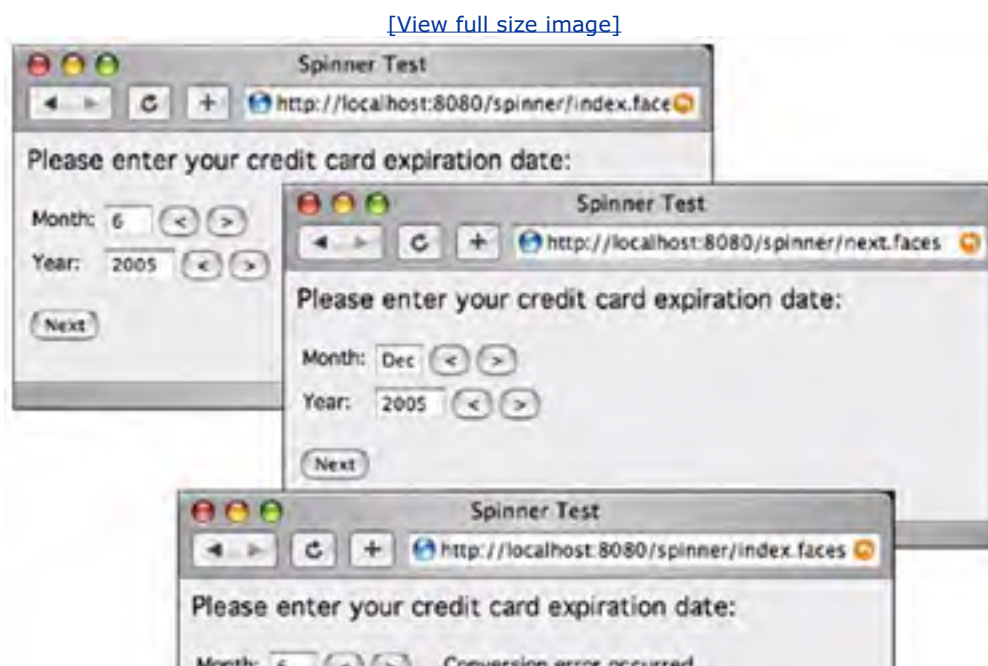 [View full size image]
Spinner Test
http://localhost:8080/spinner/index.face
Please enter your credit card expiration date:
Month: 6 < >
Year: 2005 < >
Next
Spinner Test
http://localhost:8080/spinner/next.faces
Please enter your credit card expiration date:
Month: Dec < >
Year: 2005 < >
Next
Spinner Test
http://localhost:8080/spinner/index.faces
Please enter your credit card expiration date:
Month: 6 < > Conversion error occurred